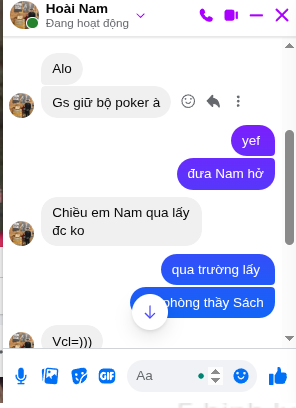 Hoài Nam
Đang hoạt động
Alo
Gs giữ bộ poker à
yef
đưa Nam hở
Chiều em Nam qua lấy
đc ko
qua trường lấy
phòng thầy Sách
Vcl=)))
GIF
Aa